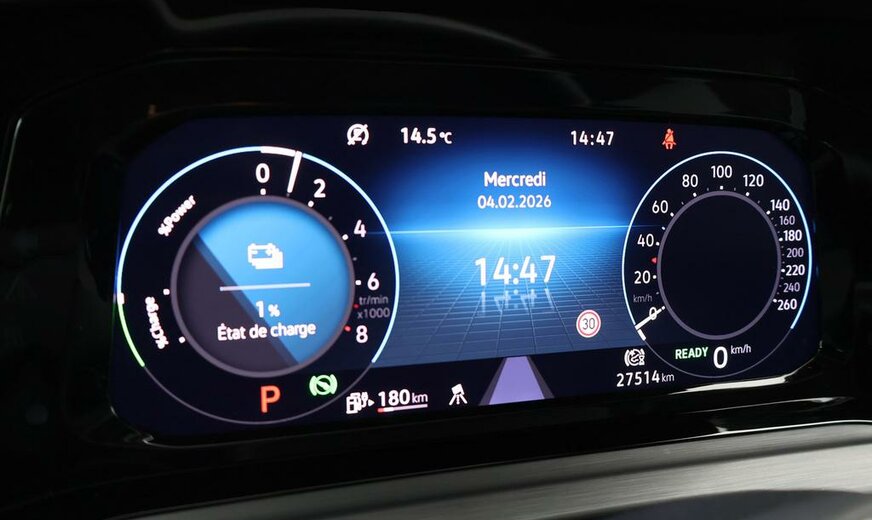 14.5 °C
14:47
Mercredi
04.02.2026
14:47
%Power
%Charge
0
2
4
6
tr/min
x1000
8
1 %
État de charge
P
180 km
30
27514 km
READY 0 km/h
0
20
40
60
80
100
120
140
160
180
200
220
240
260
km/h